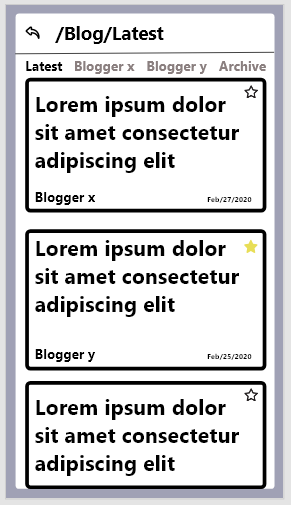 /Blog/Latest
Latest Blogger x Blogger y Archive
Lorem ipsum dolor
sit amet consectetur
adipiscing elit
Blogger x Feb/27/2020
Lorem ipsum dolor
sit amet consectetur
adipiscing elit
Blogger y Feb/25/2020
Lorem ipsum dolor
sit amet consectetur
adipiscing elit